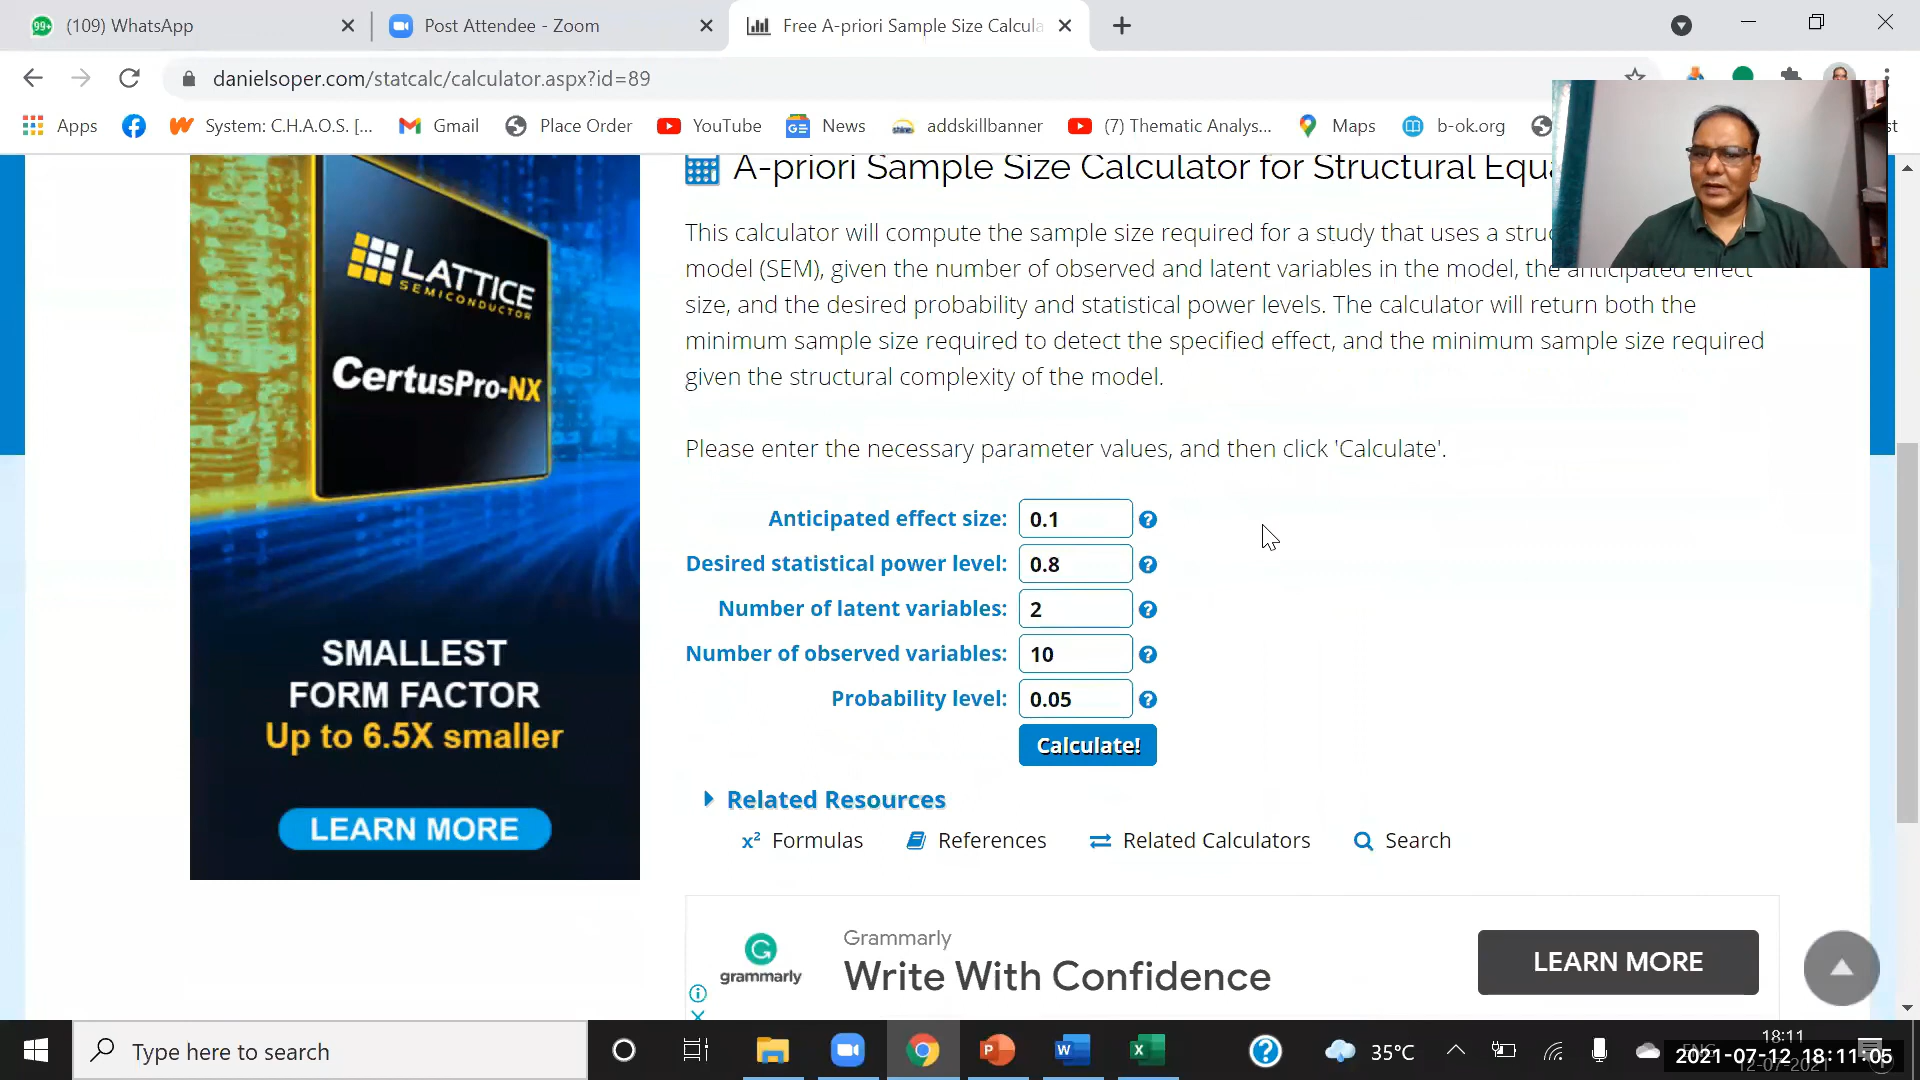 99+ (109) WhatsApp
Post Attendee - Zoom
Free A-priori Sample Size Calcula
danielsoper.com/statcalc/calculator.aspx?id=89
Apps
System: C.H.A.O.S. [...
Gmail
Place Order
YouTube
News
addskillbanner
(7) Thematic Analys...
Maps
b-ok.org
st
A-priori Sample Size Calculator for Structural Equa
This calculator will compute the sample size required for a study that uses a struc
model (SEM), given the number of observed and latent variables in the model, the anticipated effect
size, and the desired probability and statistical power levels. The calculator will return both the
minimum sample size required to detect the specified effect, and the minimum sample size required
given the structural complexity of the model.
Please enter the necessary parameter values, and then click 'Calculate'.
Anticipated effect size: 0.1
Desired statistical power level: 0.8
Number of latent variables: 2
Number of observed variables: 10
Probability level: 0.05
Calculate!
Related Resources
x² Formulas
References
Related Calculators
Search
LATTICE
SEMICONDUCTOR
CertusPro-NX
SMALLEST
FORM FACTOR
Up to 6.5X smaller
LEARN MORE
grammarly
Grammarly
Write With Confidence
LEARN MORE
Type here to search
35°C
18:11
2021-07-12 18:11:05